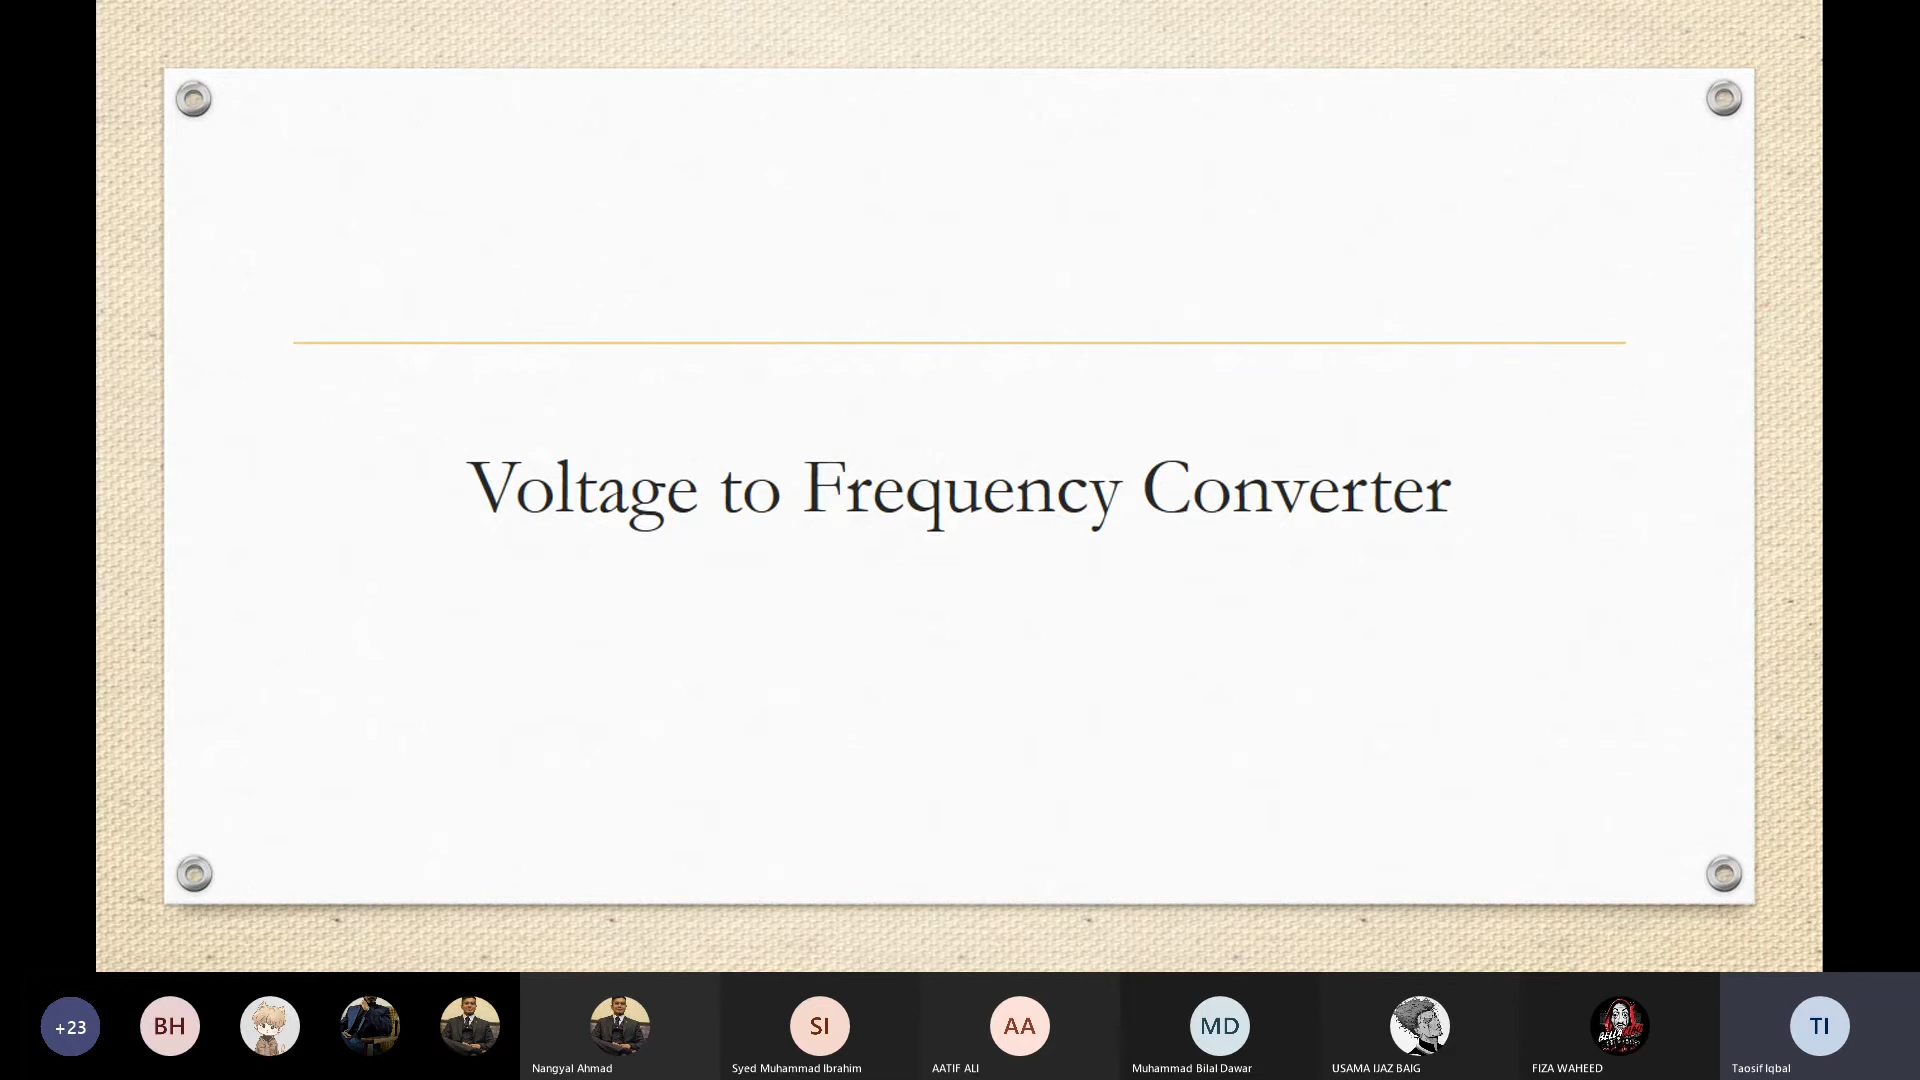 Voltage to Frequency Converter
+23
BH
SI
AA
MD
TI
Nangyal Ahmad
Syed Muhammad Ibrahim
AATIF ALI
Muhammad Bilal Dawar
USAMA IJAZ BAIG
FIZA WAHEED
Taosif Iqbal